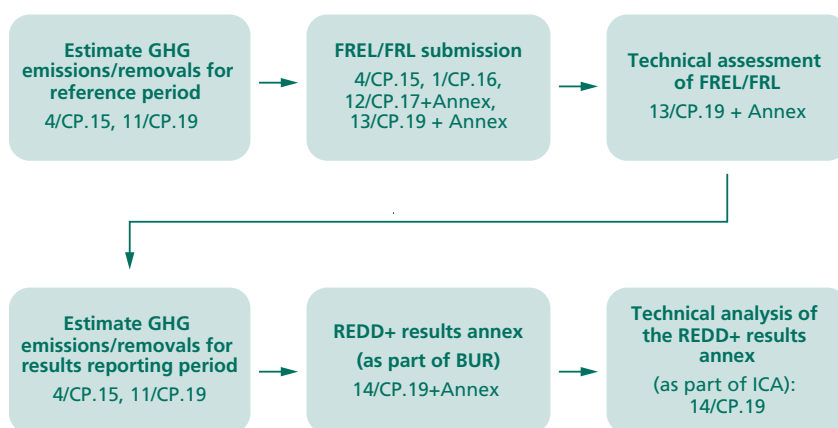 Estimate GHG
emissions/removals for
reference period
4/CP.15, 11/CP.19
FREL/FRL submission
4/CP.15, 1/CP.16,
12/CP.17+Annex,
13/CP.19 + Annex
Technical assessment
of FREL/FRL
13/CP.19 + Annex
Estimate GHG
emissions/removals for
results reporting period
4/CP.15, 11/CP.19
REDD+ results annex
(as part of BUR)
14/CP.19+Annex
Technical analysis of
the REDD+ results
annex
(as part of ICA):
14/CP.19